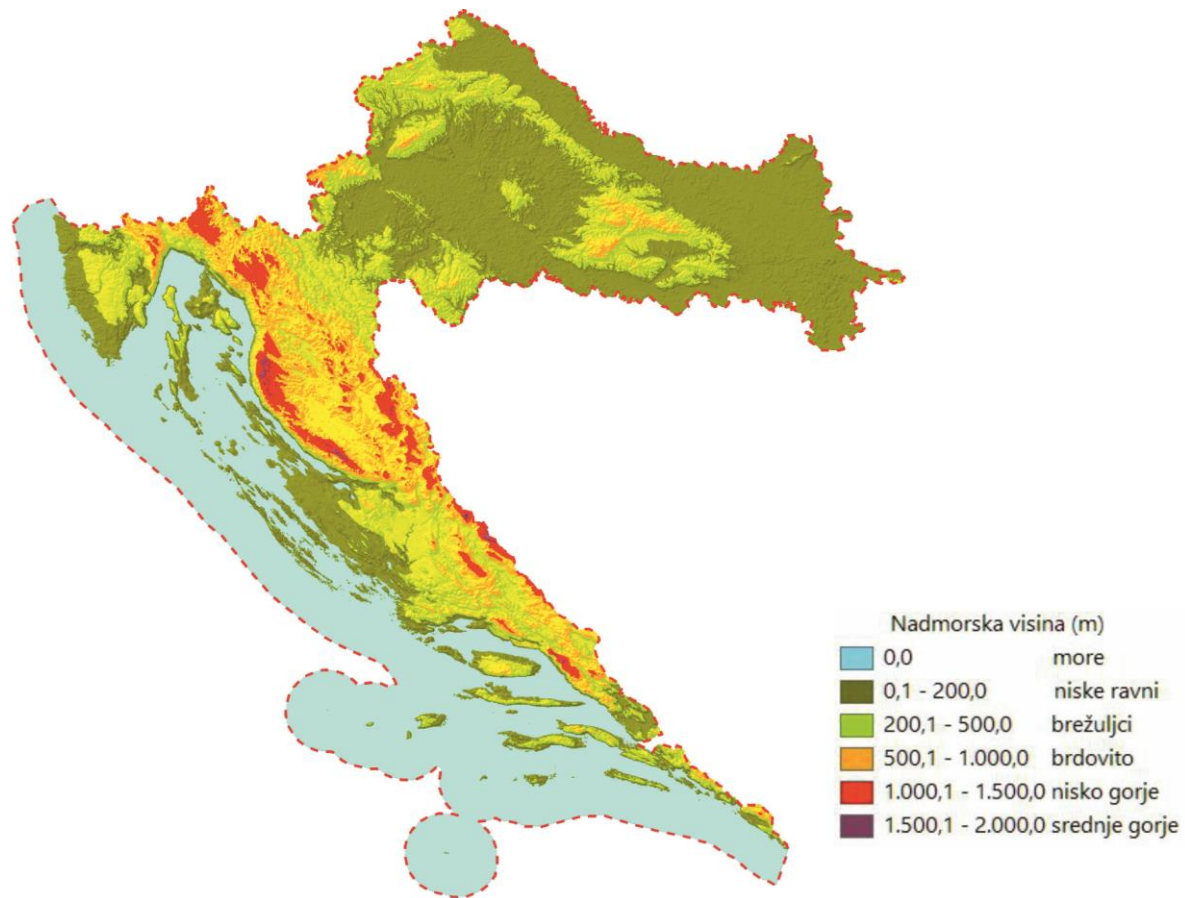 Nadmorska visina (m)
0,0 more
0,1 - 200,0 niske ravni
200,1 - 500,0 brežuljci
500,1 - 1.000,0 brdovito
1.000,1 - 1.500,0 nisko gorje
1.500,1 - 2.000,0 srednje gorje